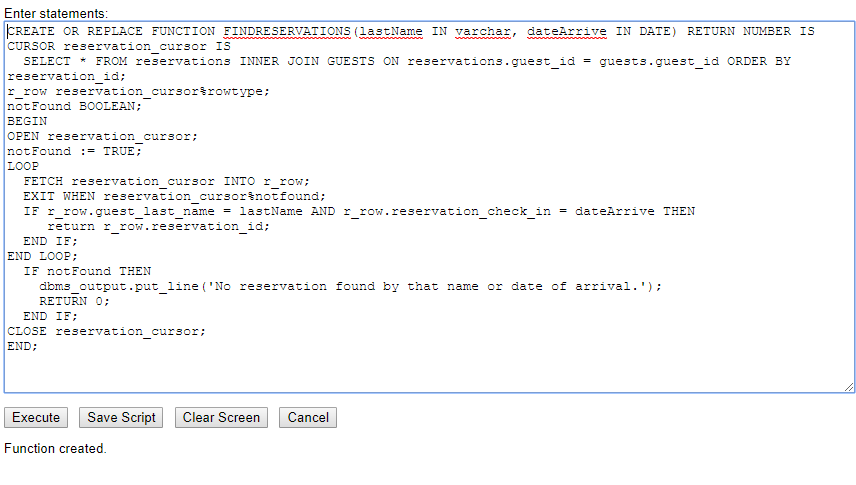 Enter statements:
CREATE OR REPLACE FUNCTION FINDRESERVATIONS(lastName IN varchar, dateArrive IN DATE) RETURN NUMBER IS
CURSOR reservation_cursor IS
  SELECT * FROM reservations INNER JOIN GUESTS ON reservations.guest_id = guests.guest_id ORDER BY
reservation_id;
r_row reservation_cursor%rowtype;
notFound BOOLEAN;
BEGIN
OPEN reservation_cursor;
notFound := TRUE;
LOOP
  FETCH reservation_cursor INTO r_row;
  EXIT WHEN reservation_cursor%notfound;
  IF r_row.guest_last_name = lastName AND r_row.reservation_check_in = dateArrive THEN
     return r_row.reservation_id;
  END IF;
END LOOP;
  IF notFound THEN
    dbms_output.put_line('No reservation found by that name or date of arrival.');
    RETURN 0;
  END IF;
CLOSE reservation_cursor;
END;
Execute Save Script Clear Screen Cancel
Function created.